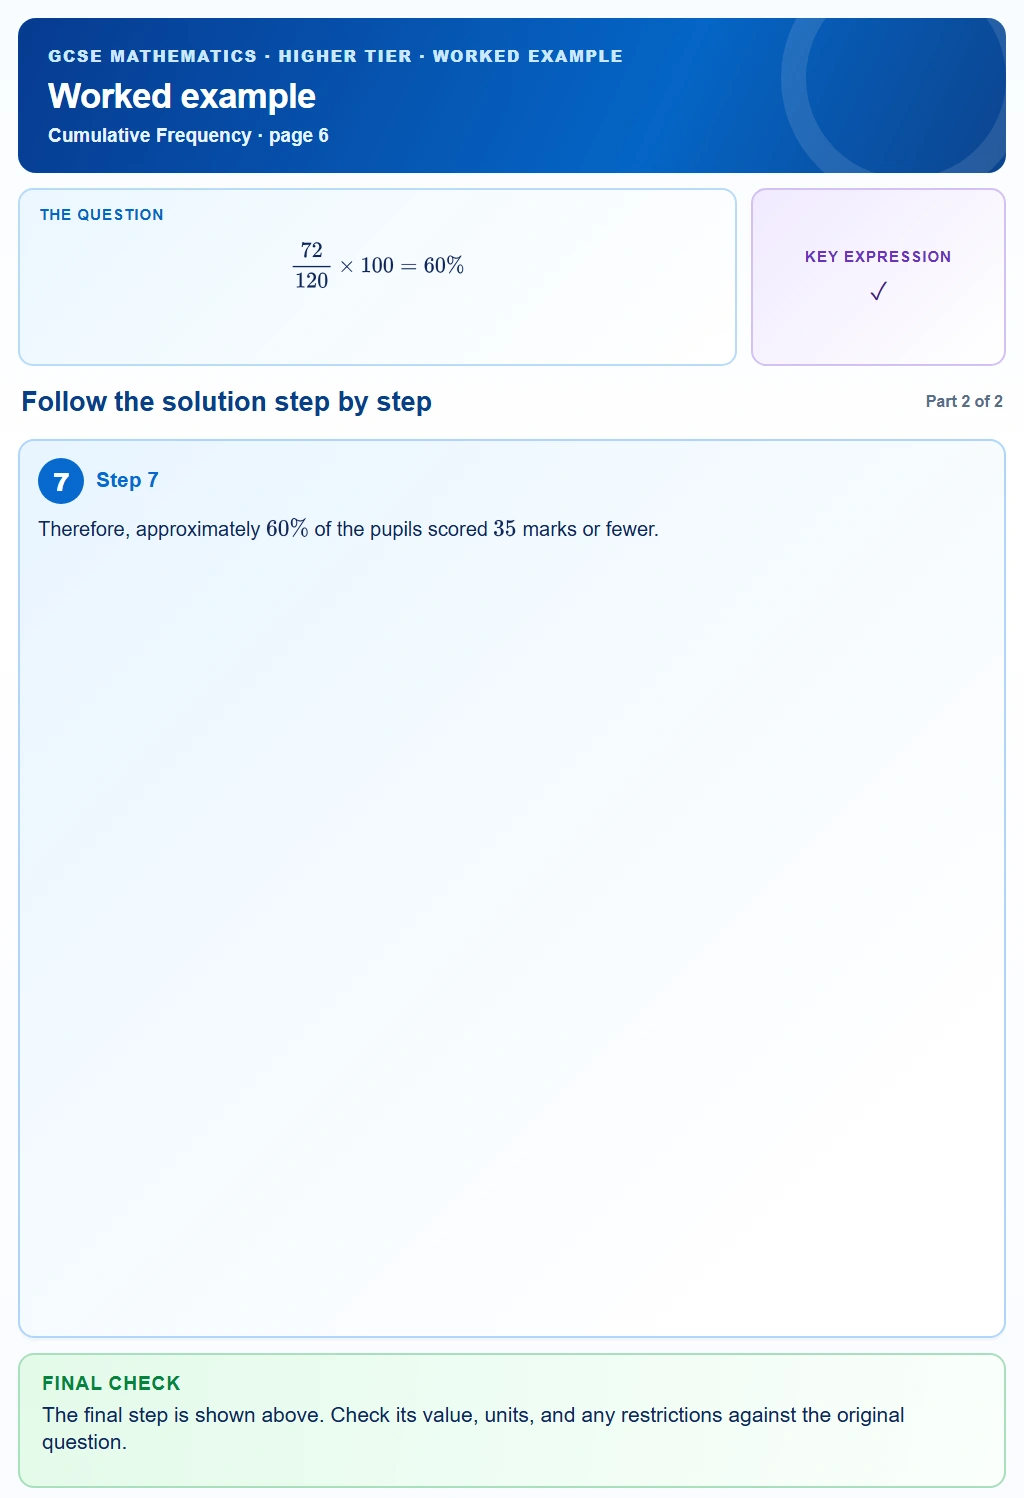 GCSE MATHEMATICS · HIGHER TIER · WORKED EXAMPLE
Worked example
Cumulative Frequency · page 6
THE QUESTION
72/120 × 100 = 60%
KEY EXPRESSION
✓
Follow the solution step by step
Part 2 of 2
7 Step 7
Therefore, approximately 60% of the pupils scored 35 marks or fewer.
FINAL CHECK
The final step is shown above. Check its value, units, and any restrictions against the original
question.